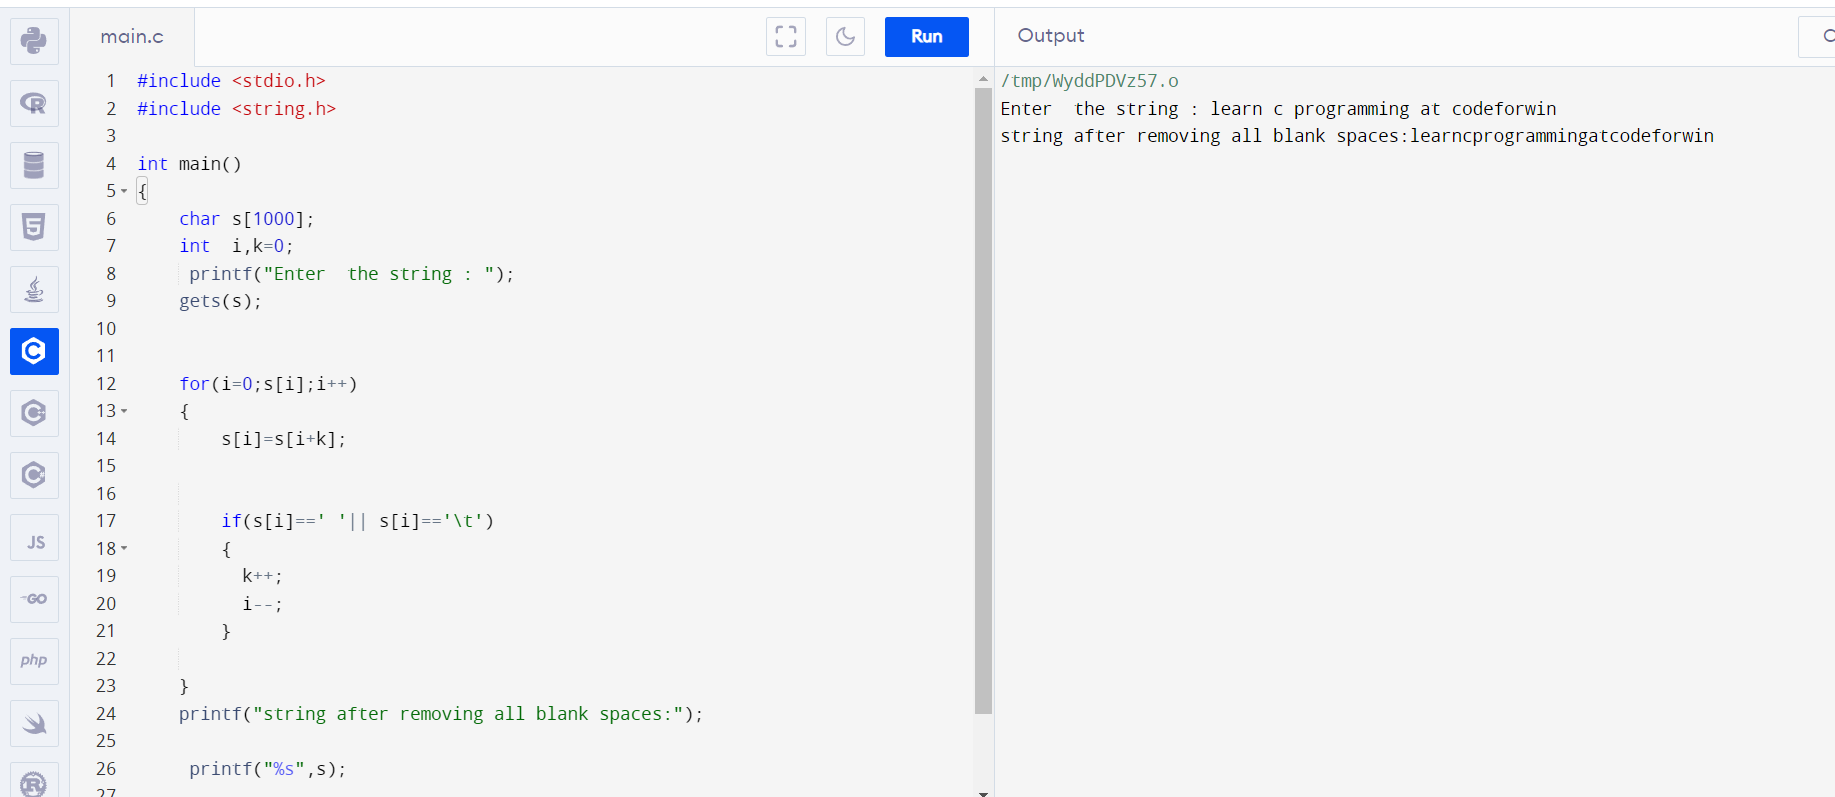 main.c
Run
Output
C
1 #include <stdio.h>
2 #include <string.h>
3
4 int main()
5 {
6 char s[1000];
7 int  i,k=0;
8 printf("Enter  the string : ");
9 gets(s);
10
11
12 for(i=0;s[i];i++)
13 {
14 s[i]=s[i+k];
15
16
17 if(s[i]==' '|| s[i]=='\t')
18 {
19 k++;
20 i--;
21 }
22
23 }
24 printf("string after removing all blank spaces:");
25
26 printf("%s",s);
27
/tmp/WyddPDVz57.o
Enter  the string : learn c programming at codeforwin
string after removing all blank spaces:learncprogrammingatcodeforwin
R
5
C
C
C
JS
GO
php
R